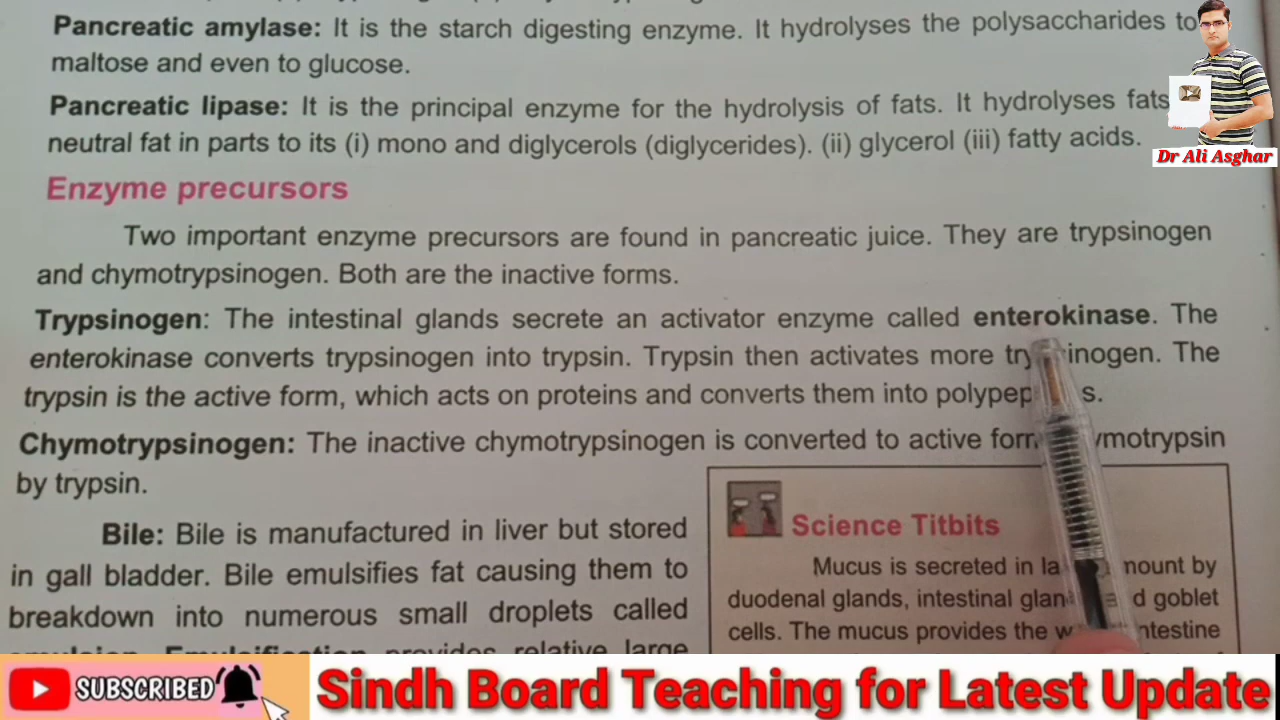 Pancreatic amylase: It is the starch digesting enzyme. It hydrolyses the polysaccharides to
maltose and even to glucose.
Pancreatic lipase: It is the principal enzyme for the hydrolysis of fats. It hydrolyses fats
neutral fat in parts to its (i) mono and diglycerols (diglycerides). (ii) glycerol (iii) fatty acids.
Dr Ali Asghar
Enzyme precursors
Two important enzyme precursors are found in pancreatic juice. They are trypsinogen
and chymotrypsinogen. Both are the inactive forms.
Trypsinogen: The intestinal glands secrete an activator enzyme called enterokinase. The
enterokinase converts trypsinogen into trypsin. Trypsin then activates more The
trypsin is the active form, which acts on proteins and converts them into
Chymotrypsinogen: The inactive chymotrypsinogen is converted to active
by trypsin.
Bile: Bile is manufactured in liver but stored
in gall bladder. Bile emulsifies fat causing them to
breakdown into numerous small droplets called
Emulsification provides relative large
Science Titbits
Mucus is secreted in by
duodenal glands, intestinal goblet
cells. The mucus provides the
SUBSCRIBED
Sindh Board Teaching for Latest Update